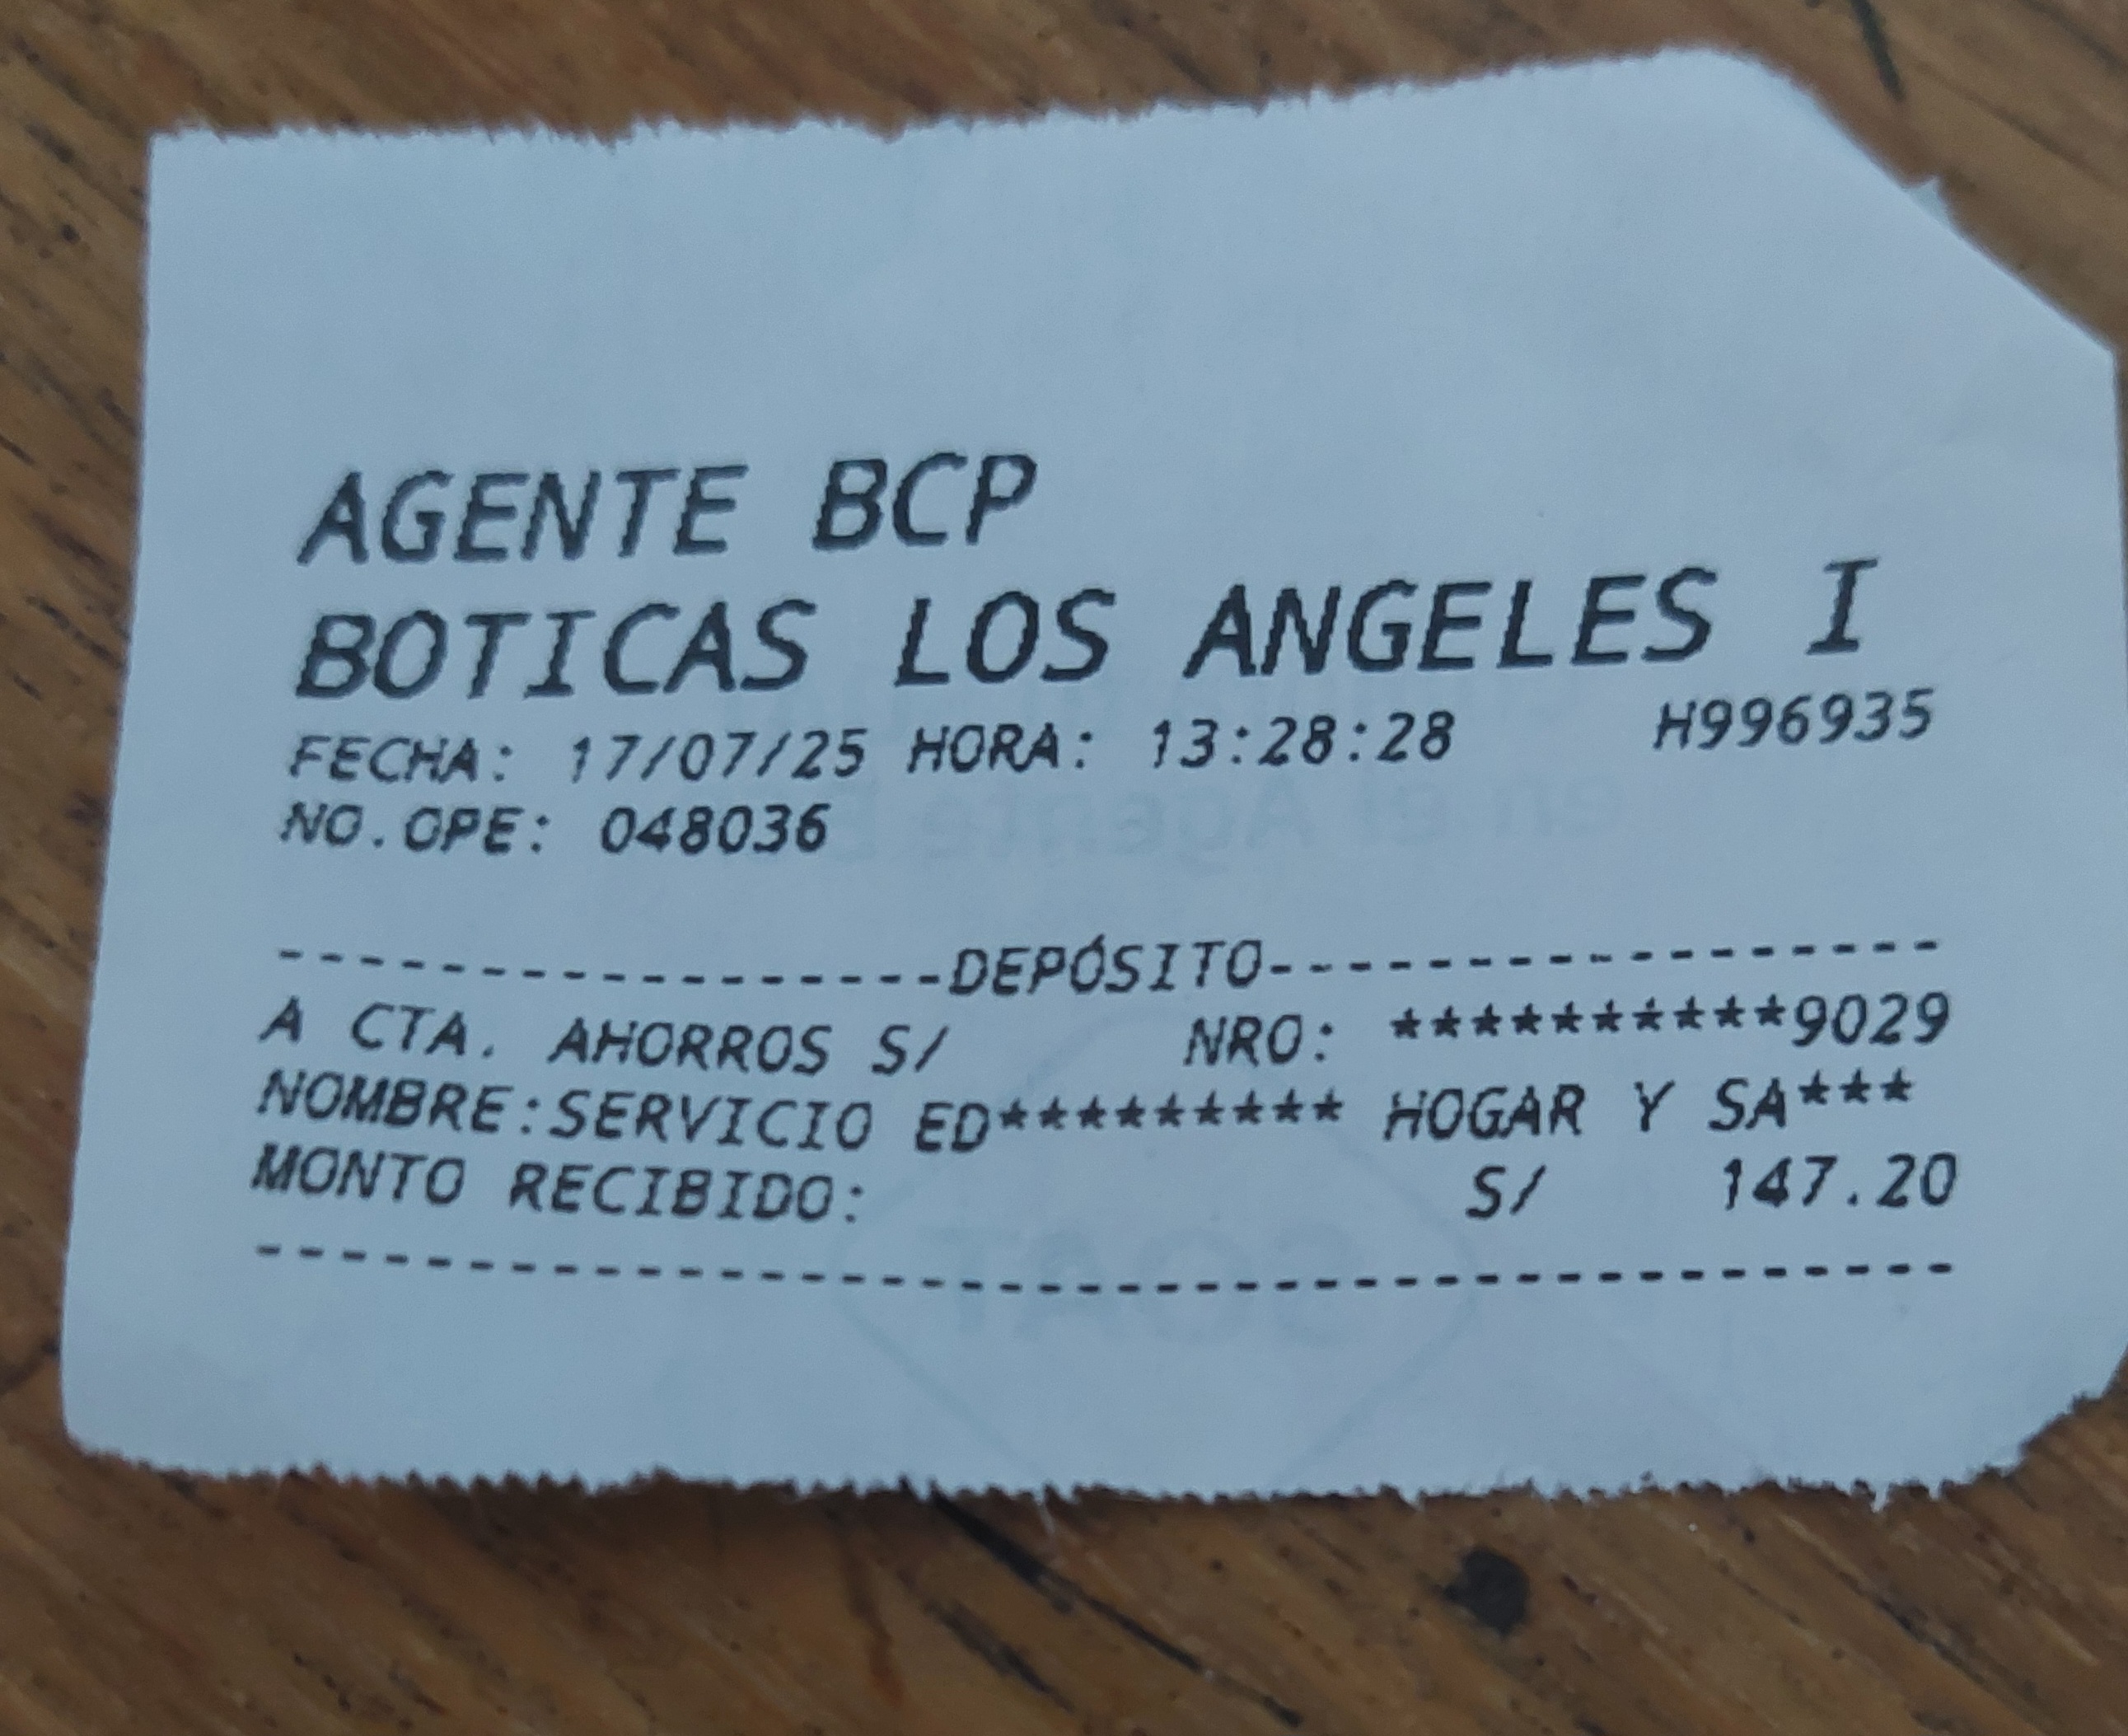 AGENTE BCP
BOTICAS LOS ANGELES I
FECHA: 17/07/25 HORA: 13:28:28 H996935
NO.OPE: 048036
-----------------DEPÓSITO-----------------
A CTA. AHORROS S/ NRO: **********9029
NOMBRE:SERVICIO ED********* HOGAR Y SA***
MONTO RECIBIDO: S/ 147.20
-----------------------------------------